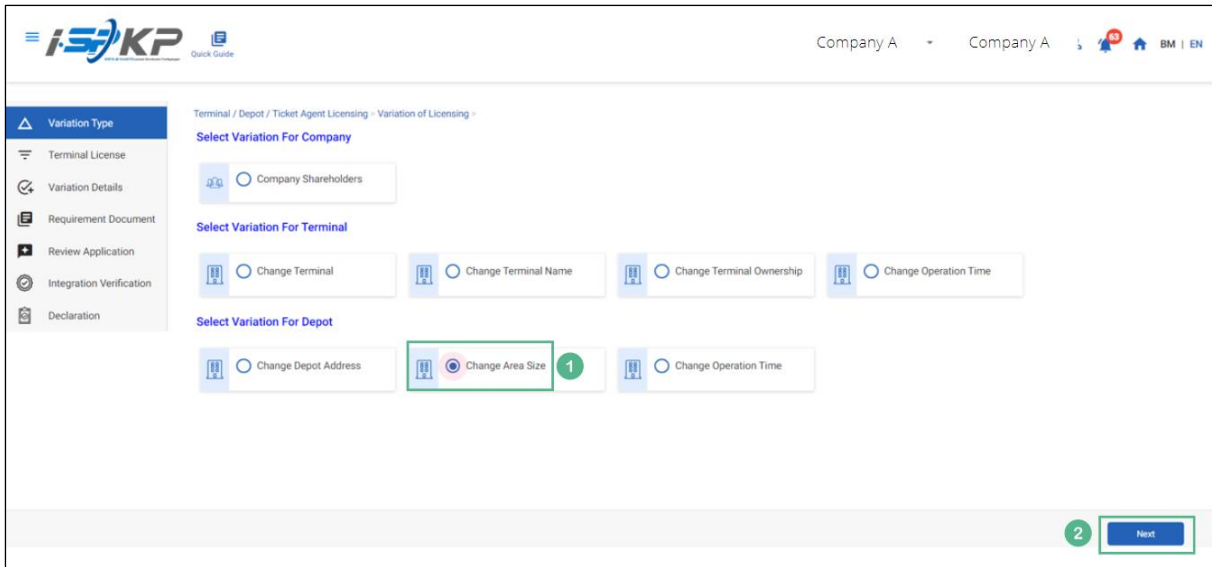 i.SPKP
Quick Guide
Company A
Company A
63
BM | EN
Variation Type
Terminal License
Variation Details
Requirement Document
Review Application
Integration Verification
Declaration
Terminal / Depot / Ticket Agent Licensing > Variation of Licensing >
Select Variation For Company
Company Shareholders
Select Variation For Terminal
Change Terminal
Change Terminal Name
Change Terminal Ownership
Change Operation Time
Select Variation For Depot
Change Depot Address
Change Area Size
1
Change Operation Time
2
Next